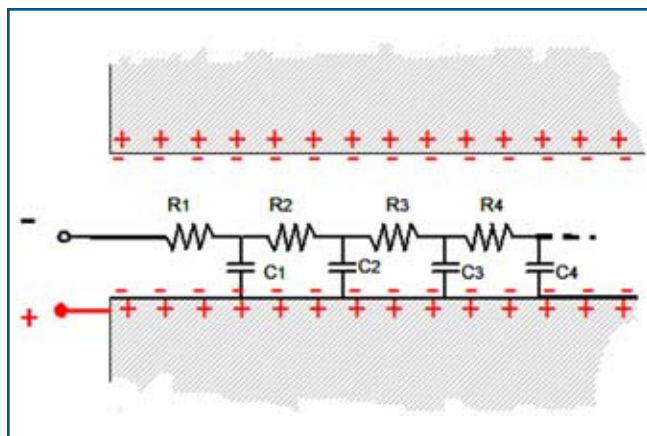 + + + + + + + + + + + + + +
- - - - - - - - - - - - - -
R1 R2 R3 R4
-
C1 C2 C3 C4
- - - - - - - - - - - - - -
+
+ + + + + + + + + + + + + +